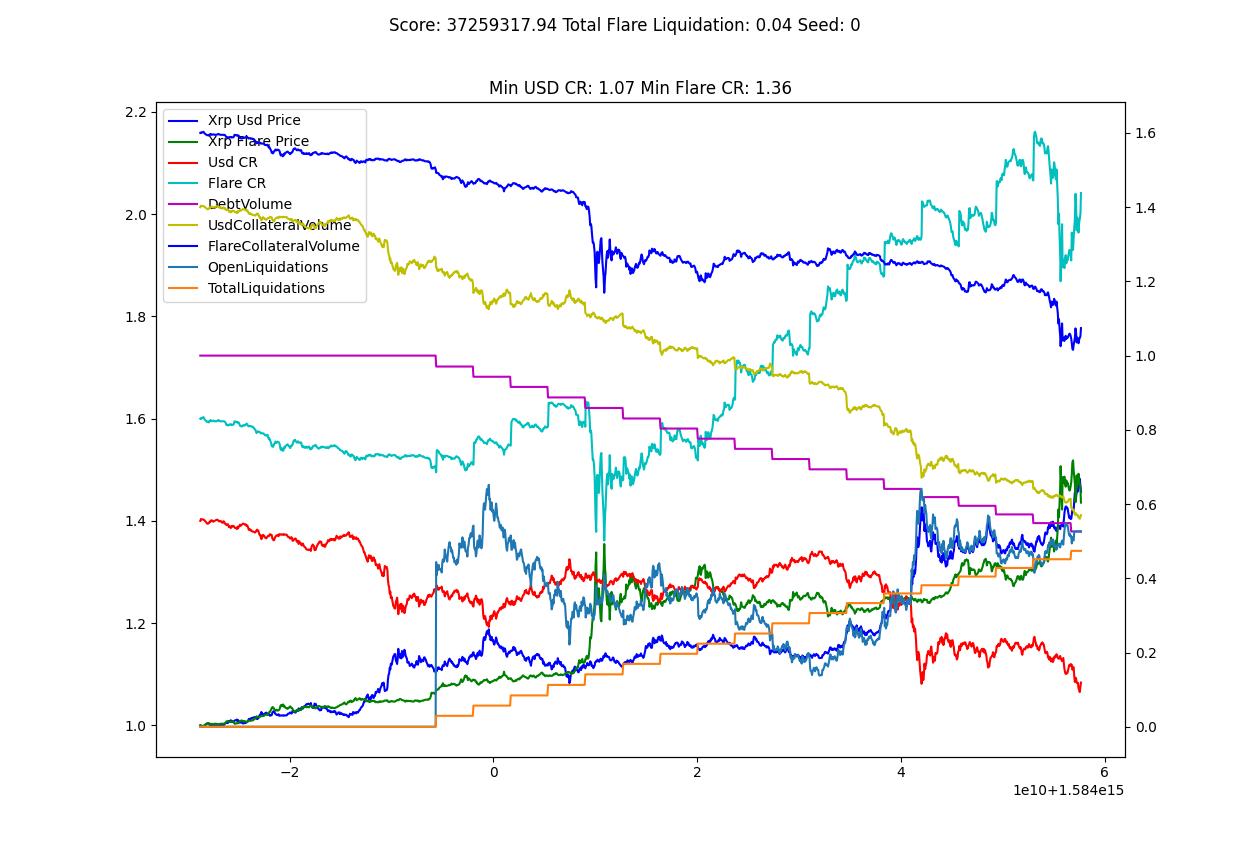 Score: 37259317.94 Total Flare Liquidation: 0.04 Seed: 0
Min USD CR: 1.07 Min Flare CR: 1.36
Xrp Usd Price
Xrp Flare Price
Usd CR
Flare CR
DebtVolume
UsdCollateralVolume
FlareCollateralVolume
OpenLiquidations
TotalLiquidations
2.2
2.0
1.8
1.6
1.4
1.2
1.0
1.6
1.4
1.2
1.0
0.8
0.6
0.4
0.2
0.0
−2 0 2 4 6
1e10+1.584e15